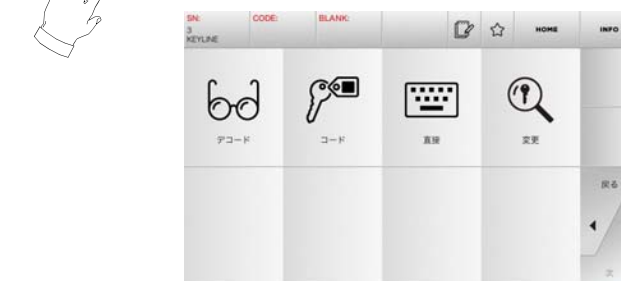 SN: CODE: BLANK:
3
KEYLINE
HOME INFO
デコード コード 直接 変更
戻る
次